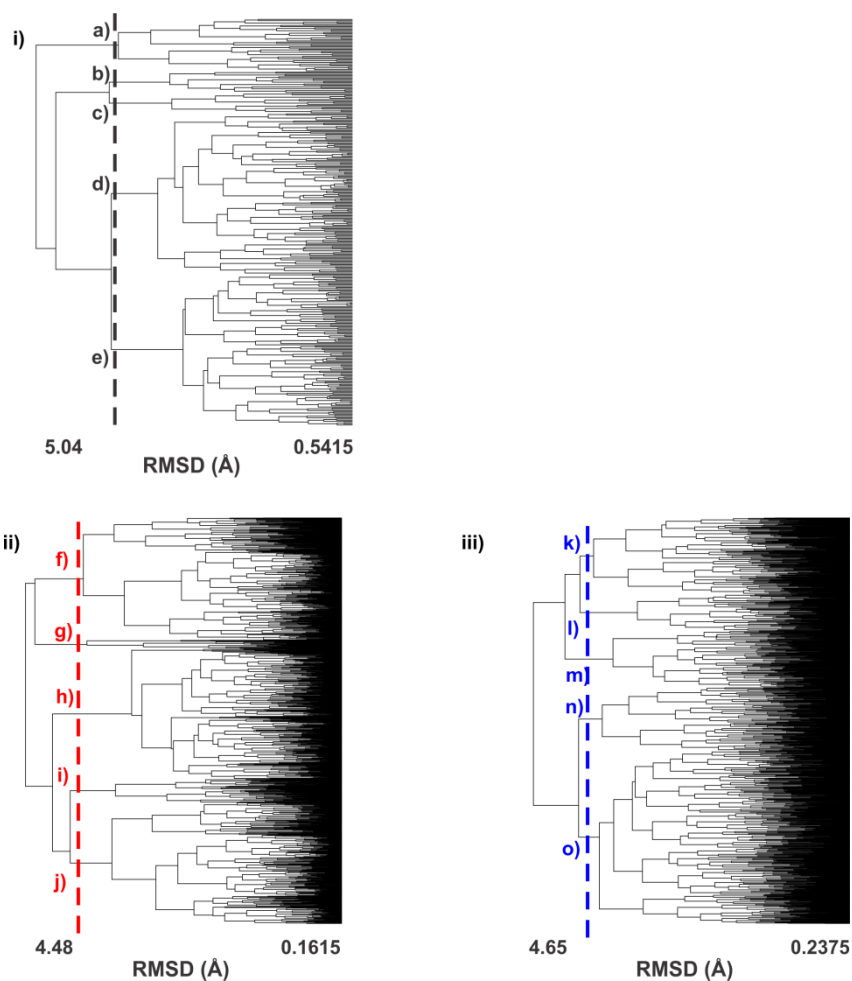 i)
a)
b)
c)
d)
e)
5.04 0.5415
RMSD (Å)
ii)
f)
g)
h)
i)
j)
4.48 0.1615
RMSD (Å)
iii)
k)
l)
m)
n)
o)
4.65 0.2375
RMSD (Å)